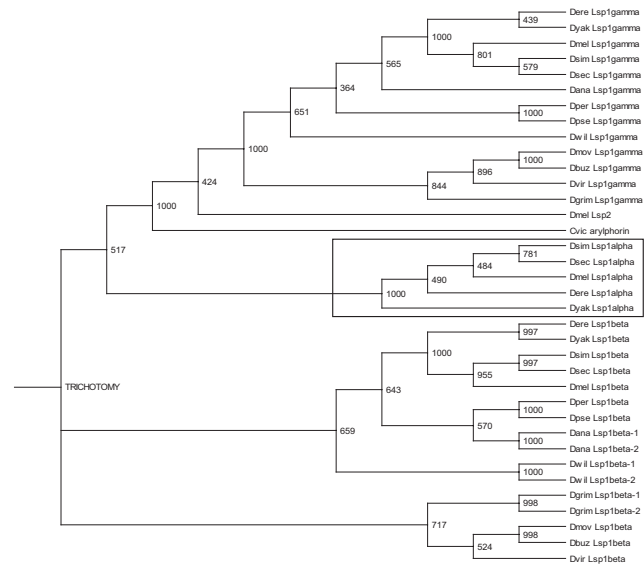 Dere Lsp1gamma
439
Dyak Lsp1gamma
1000
Dmel Lsp1gamma
801
Dsim Lsp1gamma
565
579
Dsec Lsp1gamma
364
Dana Lsp1gamma
Dper Lsp1gamma
651
1000
Dpse Lsp1gamma
Dwil Lsp1gamma
1000
Dmov Lsp1gamma
1000
Dbuz Lsp1gamma
896
424
Dvir Lsp1gamma
844
Dgrim Lsp1gamma
1000
Dmel Lsp2
Cvic arylphorin
517
Dsim Lsp1alpha
781
Dsec Lsp1alpha
484
Dmel Lsp1alpha
490
Dere Lsp1alpha
1000
Dyak Lsp1alpha
Dere Lsp1beta
997
Dyak Lsp1beta
1000
Dsim Lsp1beta
997
Dsec Lsp1beta
955
TRICHOTOMY
643
Dmel Lsp1beta
Dper Lsp1beta
1000
Dpse Lsp1beta
570
659
Dana Lsp1beta-1
1000
Dana Lsp1beta-2
Dwil Lsp1beta-1
1000
Dwil Lsp1beta-2
Dgrim Lsp1beta-1
998
Dgrim Lsp1beta-2
717
Dmov Lsp1beta
998
Dbuz Lsp1beta
524
Dvir Lsp1beta